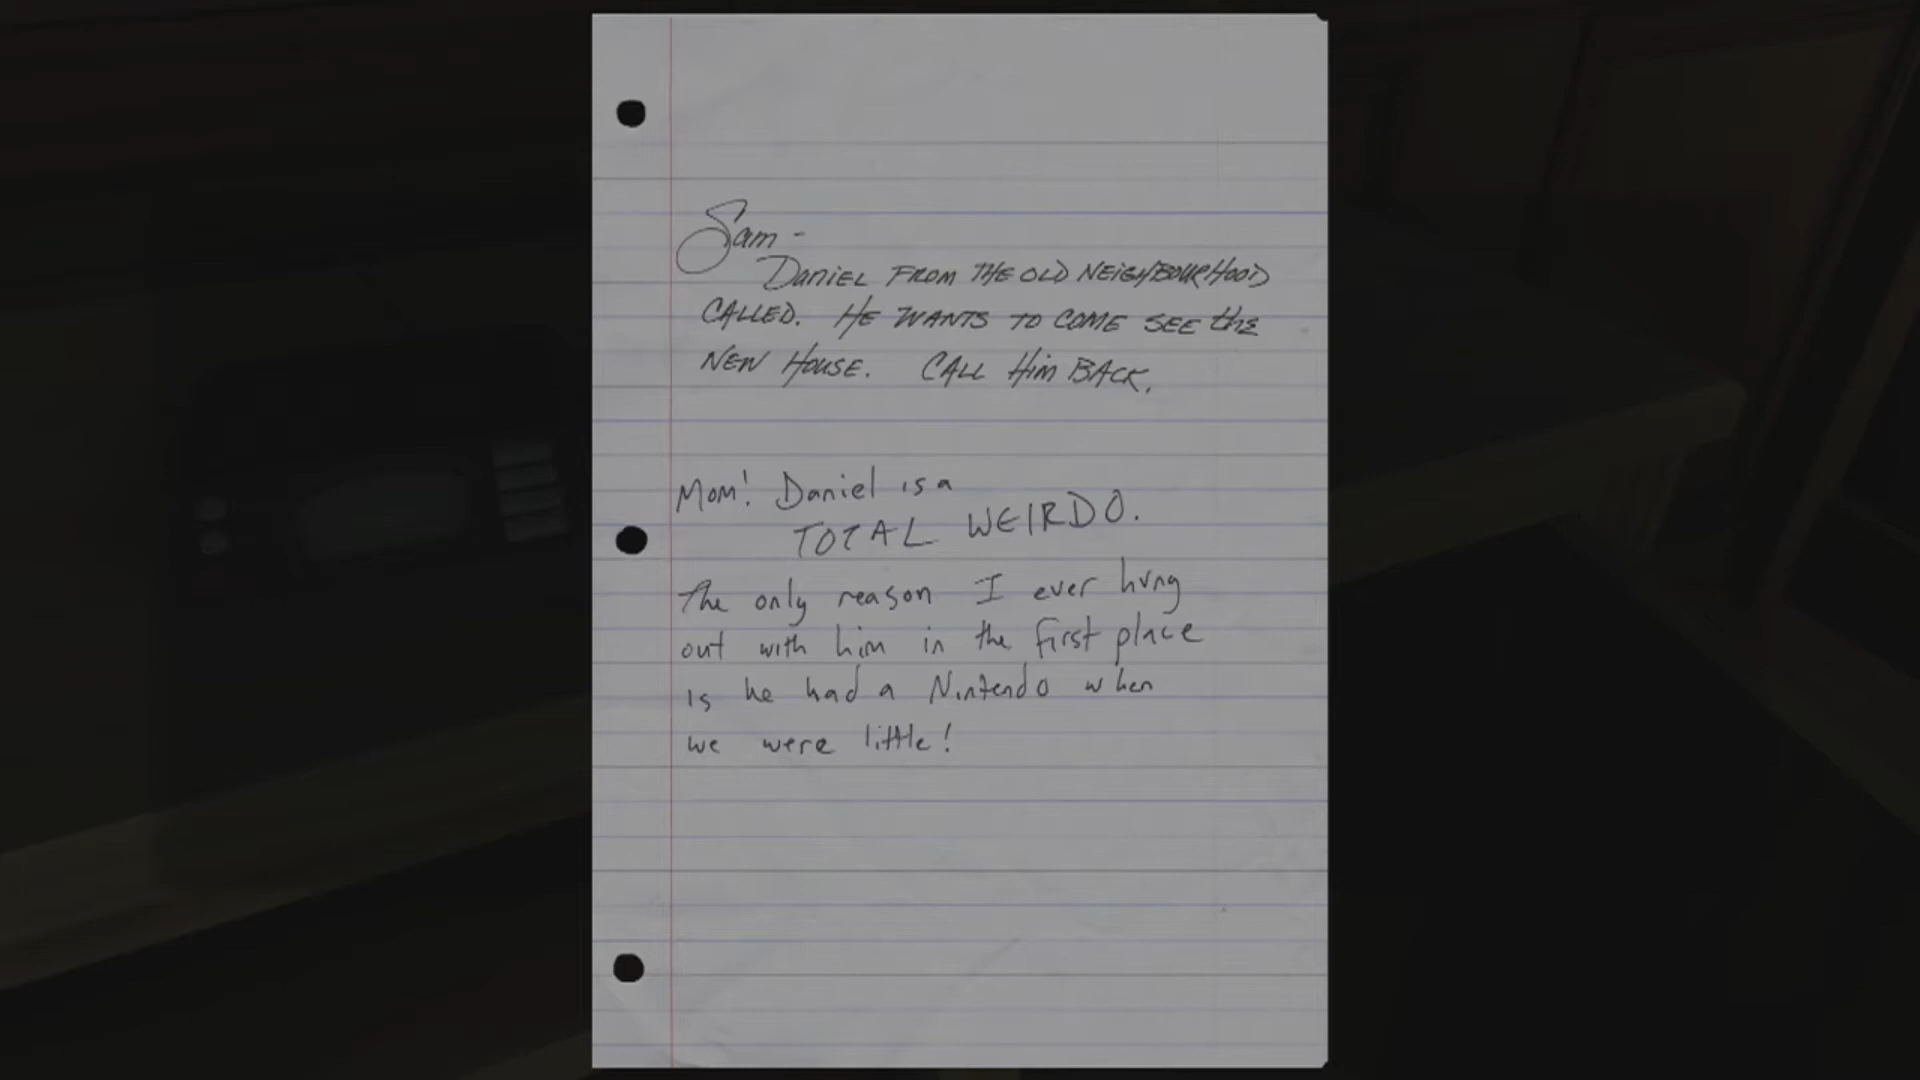 Sam -
DANIEL FROM THE OLD NEIGHBOURHOOD
CALLED. HE WANTS TO COME SEE the
NEW HOUSE. CALL HIM BACK.
Mom! Daniel is a
TOTAL WEIRDO.
The only reason I ever hung
out with him in the first place
is he had a Nintendo when
we were little!